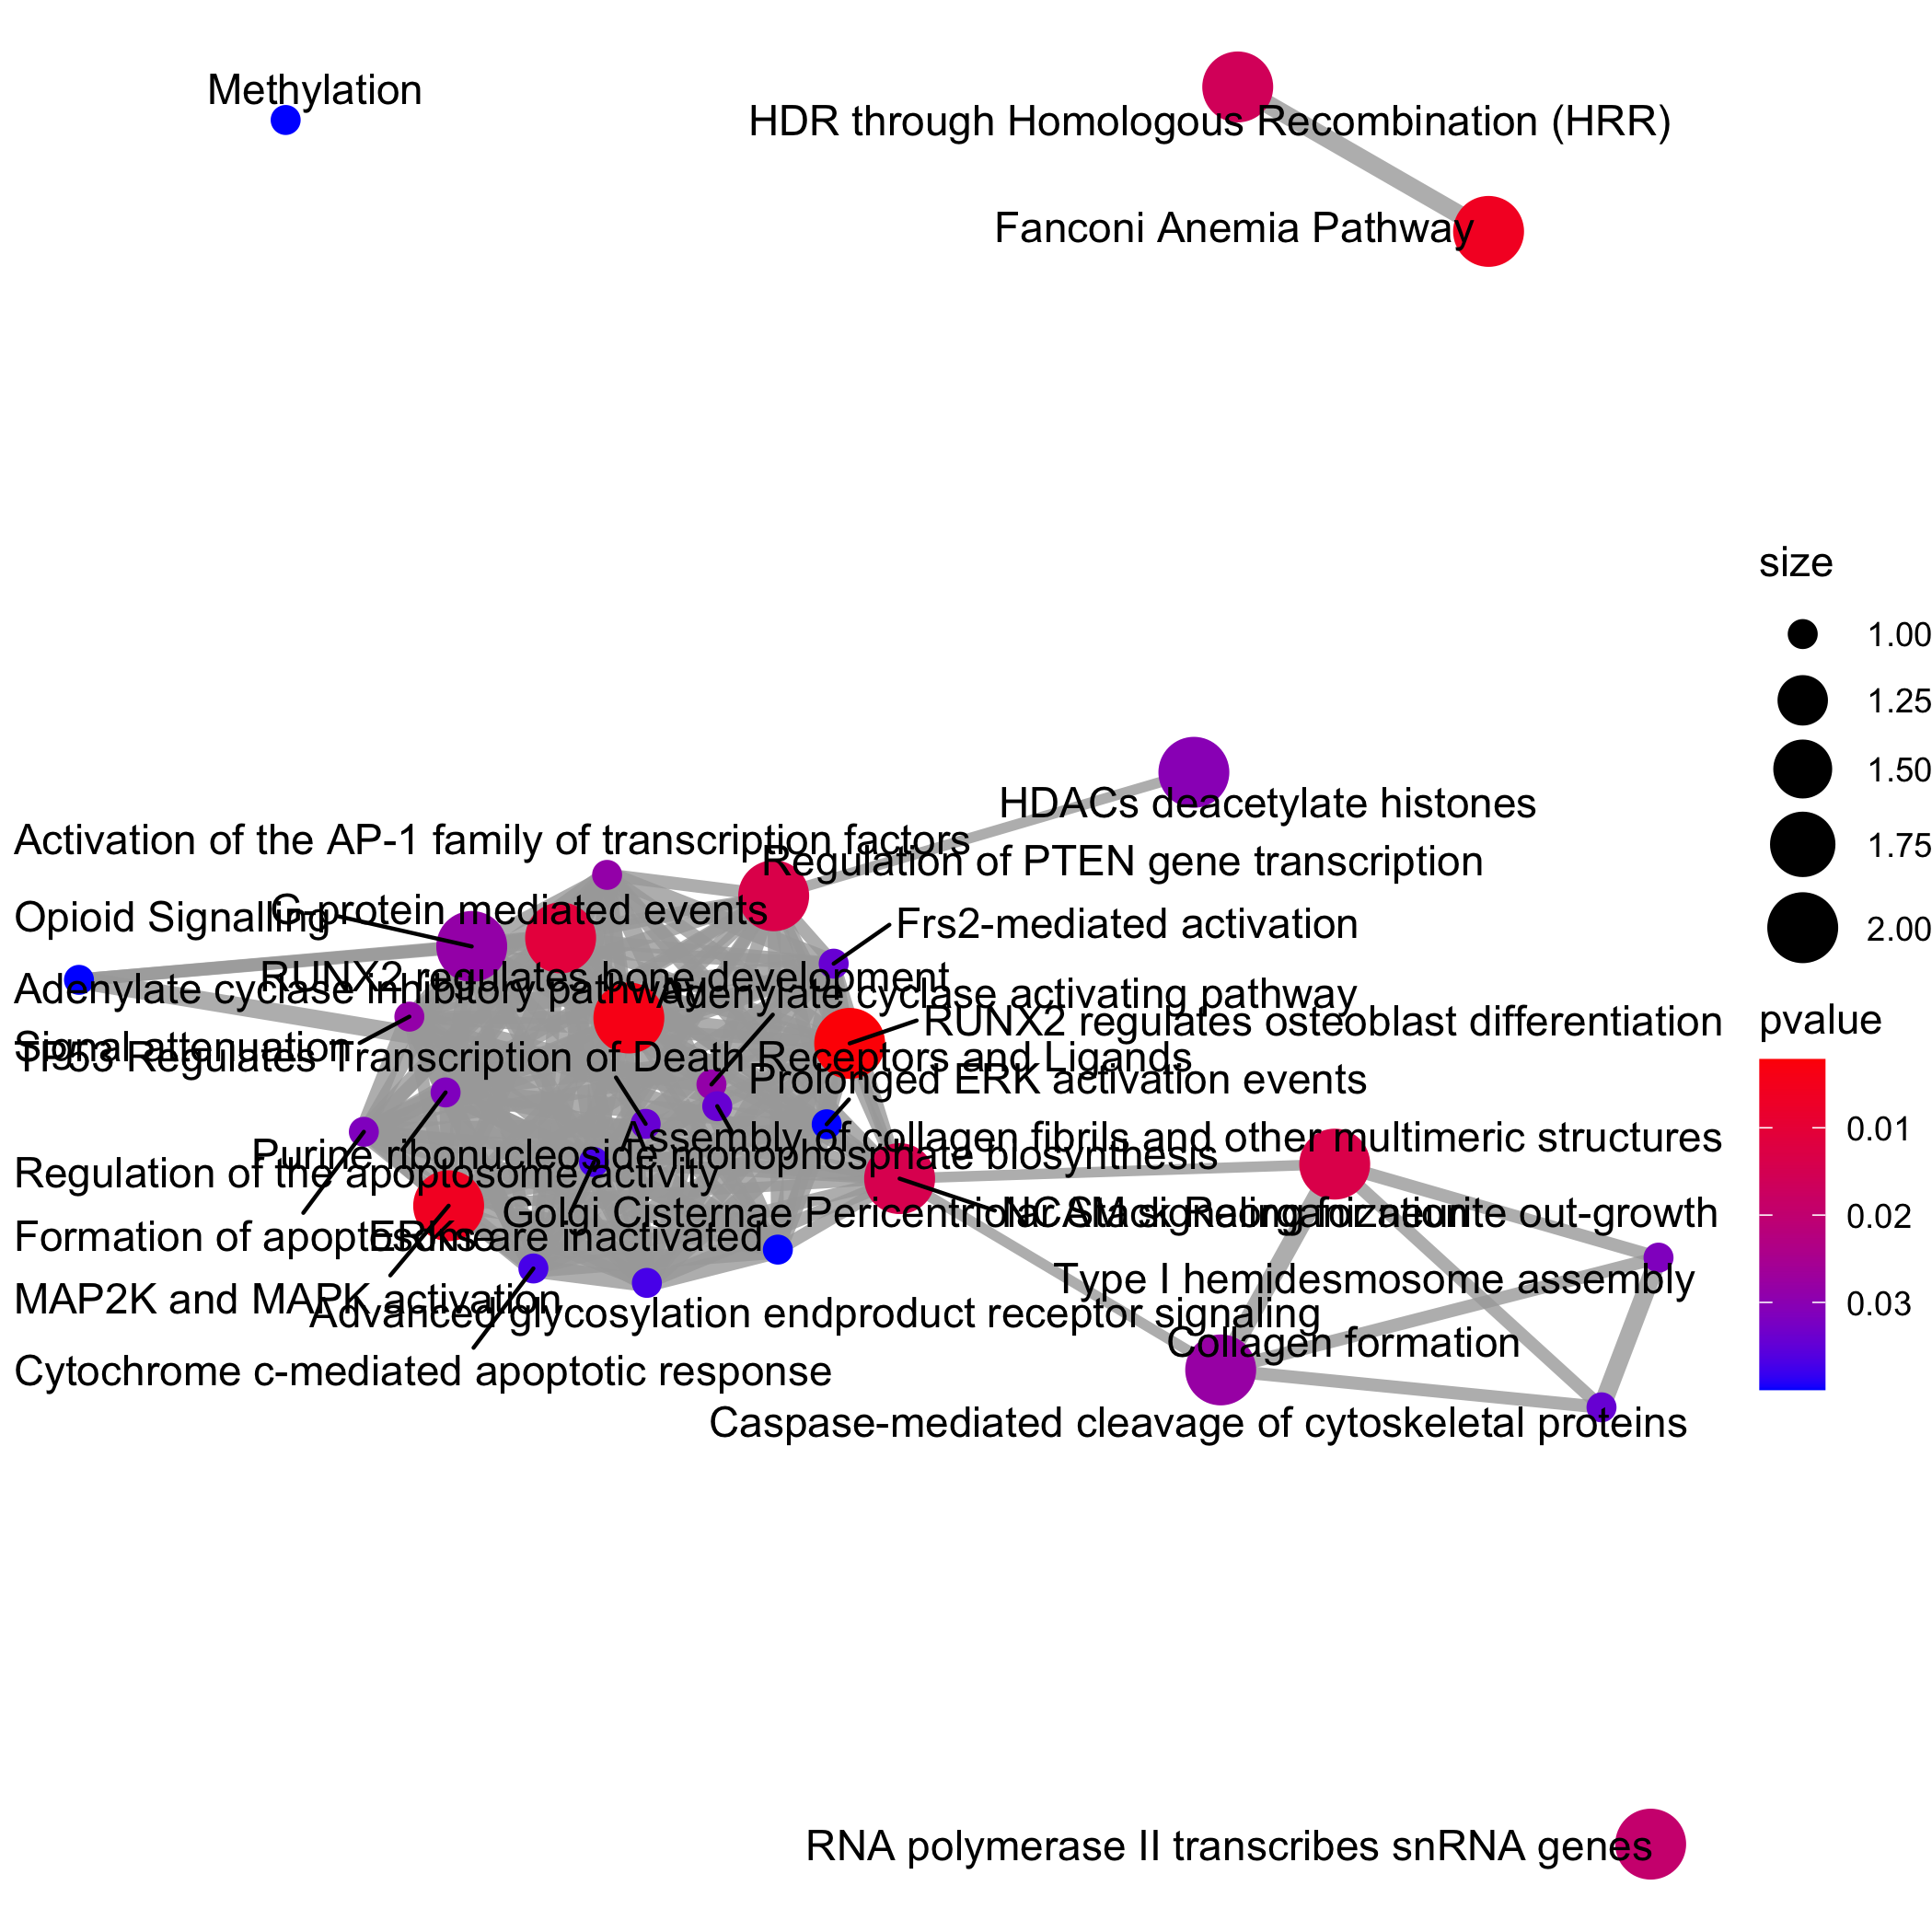 Methylation
HDR through Homologous Recombination (HRR)
Fanconi Anemia Pathway
size
1.00
1.25
1.50
1.75
2.00
HDACs deacetylate histones
Activation of the AP-1 family of transcription factors
Regulation of PTEN gene transcription
G-protein mediated events
Opioid Signalling
Frs2-mediated activation
RUNX2 regulates bone development
Adenylate cyclase inhibitory pathway
Adenylate cyclase activating pathway
RUNX2 regulates osteoblast differentiation
pvalue
0.01
0.02
0.03
Signal attenuation
TP53 Regulates Transcription of Death Receptors and Ligands
Prolonged ERK activation events
Assembly of collagen fibrils and other multimeric structures
Purine ribonucleoside monophosphate biosynthesis
Regulation of the apoptosome activity
Golgi Cisternae Pericentriolar Stack Reorganization
NCAM signaling for neurite out-growth
Formation of apoptosome
ERKs are inactivated
Type I hemidesmosome assembly
MAP2K and MAPK activation
Advanced glycosylation endproduct receptor signaling
Collagen formation
Cytochrome c-mediated apoptotic response
Caspase-mediated cleavage of cytoskeletal proteins
RNA polymerase II transcribes snRNA genes